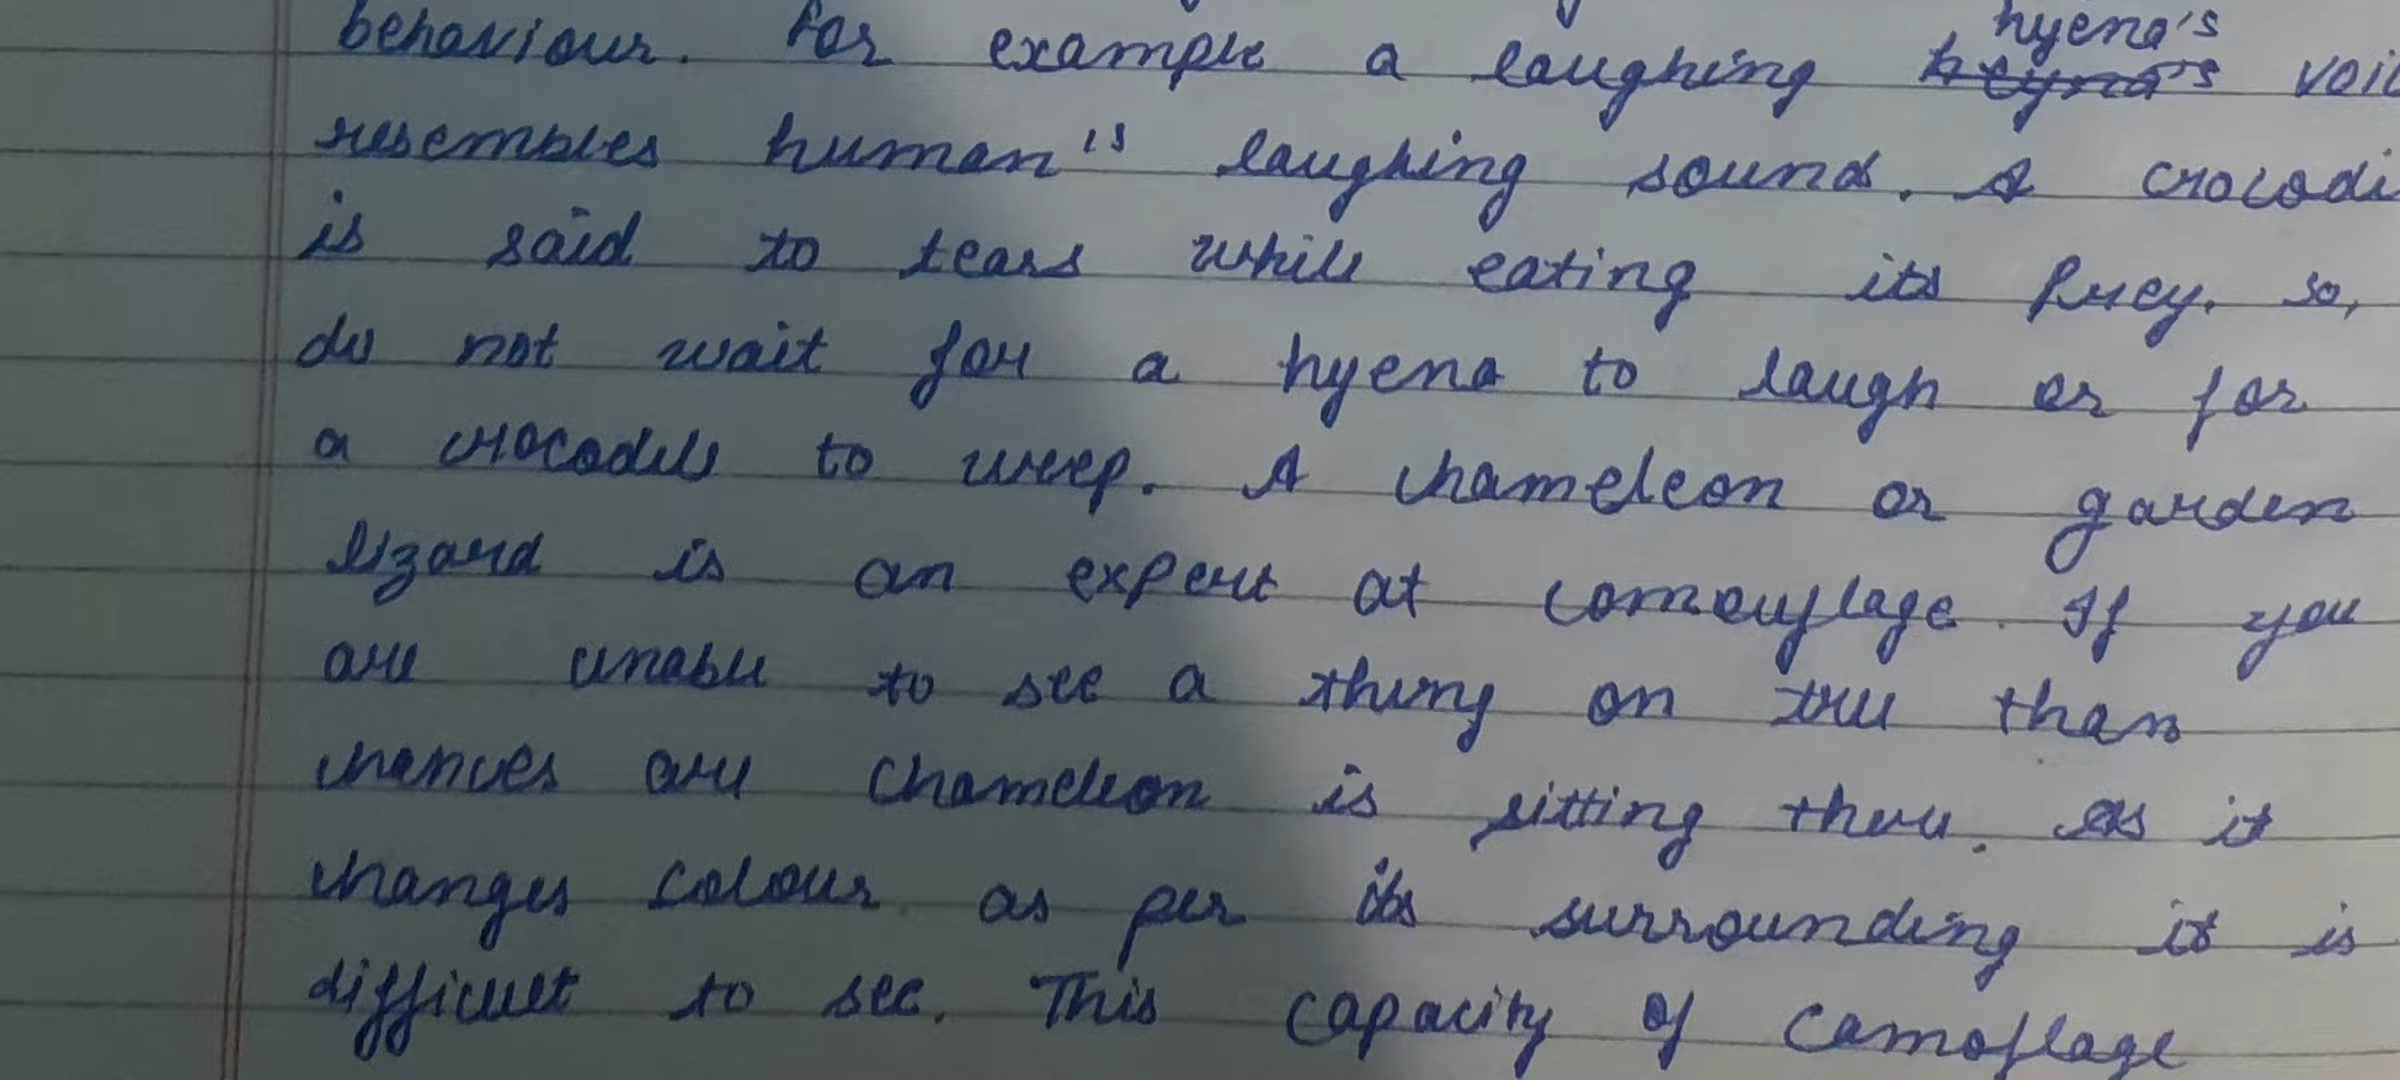 behaviour. For example a laughing hyena's
resembles human's laughing sound. A
is said to tears while eating its prey. So,
do not wait for a hyena to laugh or for
a crocodile to weep. A chameleon or garden
lizard is an expert at comouflage. If you
are unable to see a thing on tree than
chances are chameleon is sitting there. As it
changes colour as per its surrounding it is
difficult to see. This capacity of camoflage